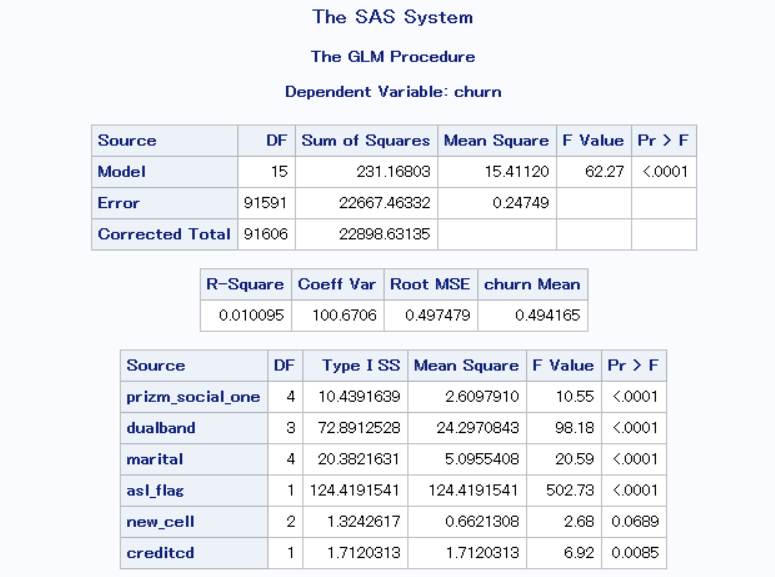 The SAS System
The GLM Procedure
Dependent Variable: churn
Source DF Sum of Squares Mean Square F Value Pr > F
Model 15 231.16803 15.41120 62.27 <.0001
Error 91591 22667.46332 0.24749
Corrected Total 91606 22898.63135
R-Square Coeff Var Root MSE churn Mean
0.010095 100.6706 0.497479 0.494165
Source DF Type I SS Mean Square F Value Pr > F
prizm_social_one 4 10.4391639 2.6097910 10.55 <.0001
dualband 3 72.8912528 24.2970843 98.18 <.0001
marital 4 20.3821631 5.0955408 20.59 <.0001
asl_flag 1 124.4191541 124.4191541 502.73 <.0001
new_cell 2 1.3242617 0.6621308 2.68 0.0689
creditcd 1 1.7120313 1.7120313 6.92 0.0085